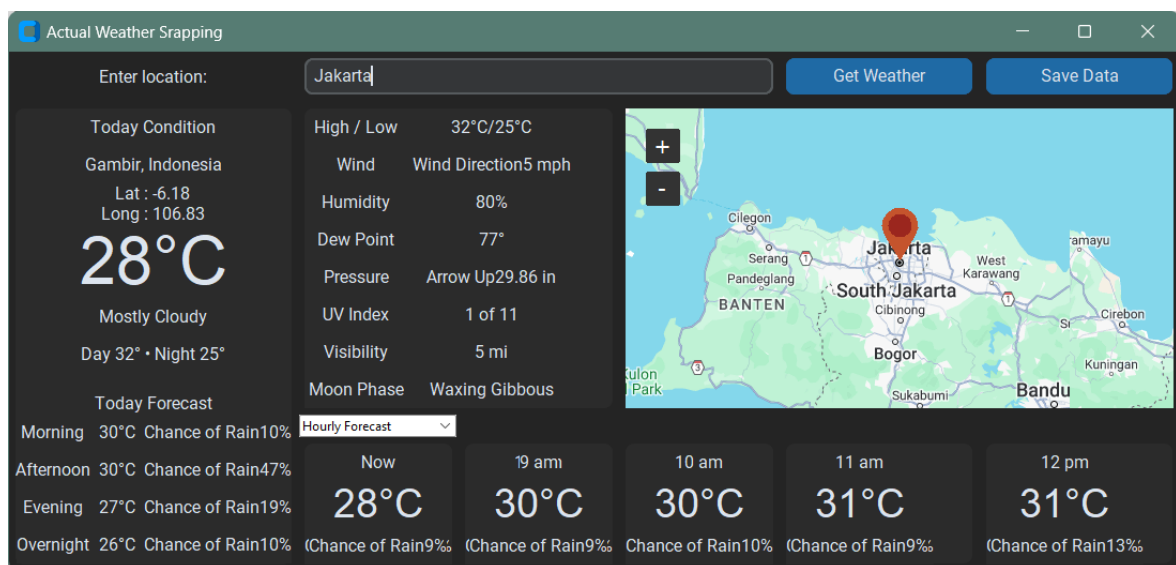 Actual Weather Srapping
Enter location:
Jakarta
Get Weather
Save Data
Today Condition
Gambir, Indonesia
Lat : -6.18
Long : 106.83
28°C
Mostly Cloudy
Day 32° • Night 25°
Today Forecast
Morning 30°C Chance of Rain10%
Afternoon 30°C Chance of Rain47%
Evening 27°C Chance of Rain19%
Overnight 26°C Chance of Rain10%
High / Low 32°C/25°C
Wind Wind Direction5 mph
Humidity 80%
Dew Point 77°
Pressure Arrow Up29.86 in
UV Index 1 of 11
Visibility 5 mi
Moon Phase Waxing Gibbous
+
-
Cilegon
Serang
1
Pandeglang
BANTEN
Jakarta
South Jakarta
Cibinong
Bogor
3
Sukabumi
ulon
Park
West
Karawang
ramayu
1
Cirebon
Kuningan
Bandu
Hourly Forecast
Now
28°C
Chance of Rain9%
19 am
30°C
Chance of Rain9%
10 am
30°C
Chance of Rain10%
11 am
31°C
Chance of Rain9%
12 pm
31°C
Chance of Rain13%